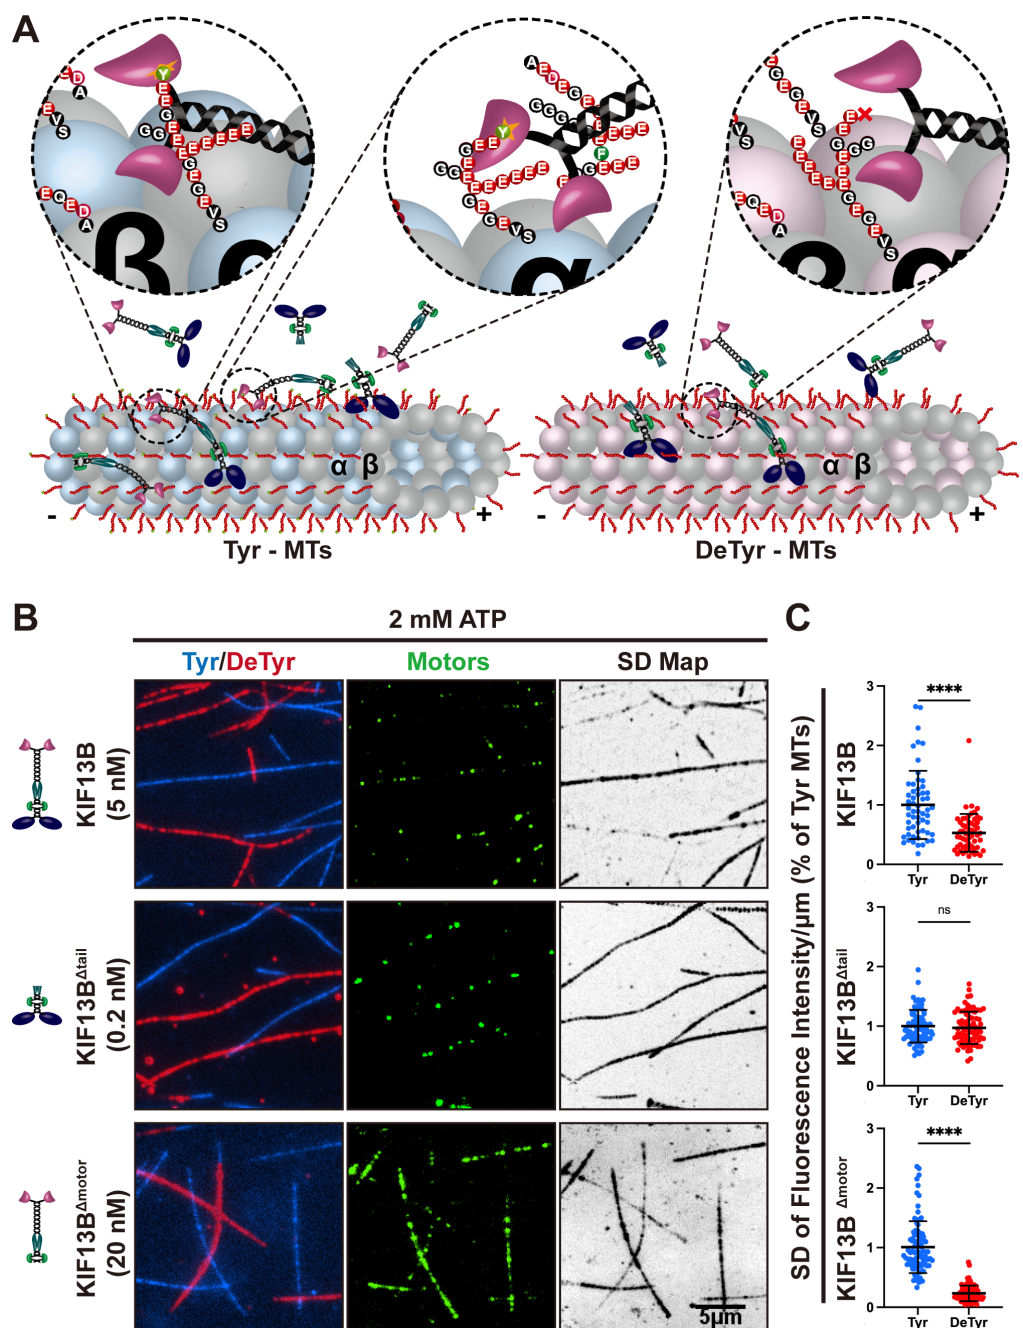 A
Y
E
E
G
E
E
E
E
E
E
E
G
G
G
E
G
E
V
S
E
D
A
E
V
S
E
Q
E
D
A
β
α
A
E
D
E
G
E
E
G
G
G
E
E
E
E
F
G
E
E
E
Y
E
E
G
G
G
E
E
E
E
E
E
E
G
E
G
E
V
S
α
E
G
E
G
E
V
S
V
S
E
E
G
G
G
E
E
E
E
E
E
E
G
E
G
E
V
S
E
Q
E
D
A
β
α
α β
α β
- +
- +
Tyr - MTs
DeTyr - MTs
B
C
2 mM ATP
Tyr/DeTyr
Motors
SD Map
KIF13B
(5 nM)
KIF13BΔtail
(0.2 nM)
KIF13BΔmotor
(20 nM)
5μm
SD of Fluorescence Intensity/μm (% of Tyr MTs)
KIF13B
3
2
1
0
****
Tyr
DeTyr
KIF13BΔtail
3
2
1
0
ns
Tyr
DeTyr
KIF13B Δmotor
3
2
1
0
****
Tyr
DeTyr